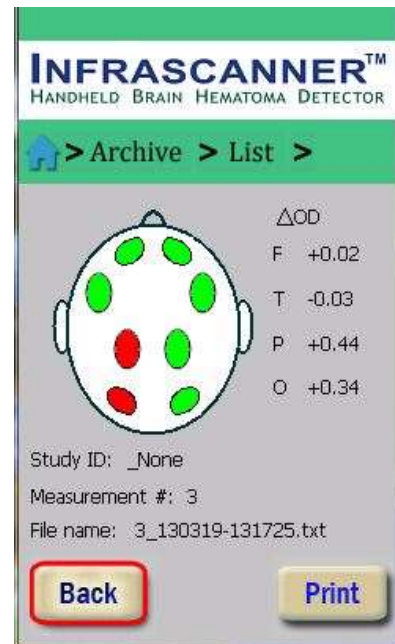 INFRASCANNER™
HANDHELD BRAIN HEMATOMA DETECTOR
> Archive > List >
△OD
F +0.02
T -0.03
P +0.44
O +0.34
Study ID: _None
Measurement #: 3
File name: 3_130319-131725.txt
Back Print